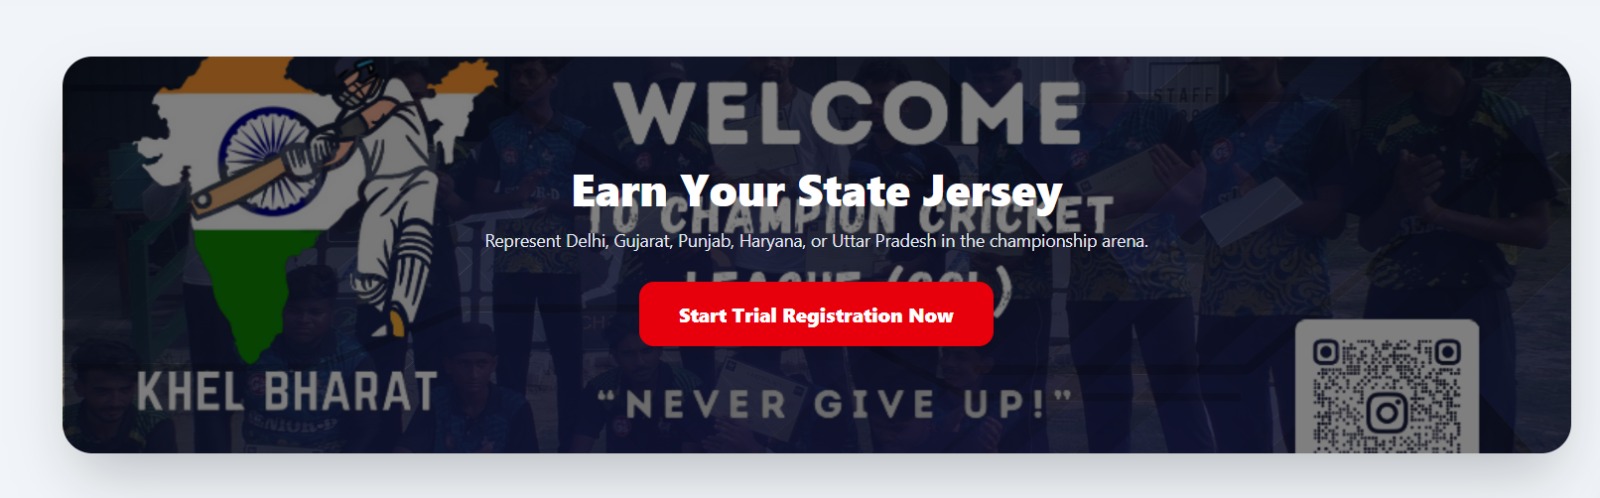 STAFF
WELCOME
Earn Your State Jersey
TO CHAMPION CRICKET
Represent Delhi, Gujarat, Punjab, Haryana, or Uttar Pradesh in the championship arena.
Start Trial Registration Now
KHEL BHARAT
“NEVER GIVE UP!”